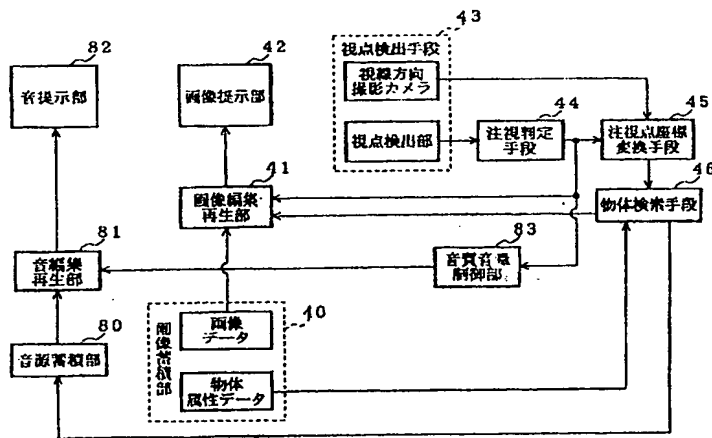 82
音提示部
42
画像提示部
43
視点検出手段
視線方向
撮影カメラ
視点検出部
44
注視判定
手段
45
注視点座標
変換手段
46
物体検索手段
41
画像編集
再生部
81
音編集
再生部
83
音質音量
制御部
80
音源蓄積部
40
画像蓄積部
画像
データ
物体
属性データ